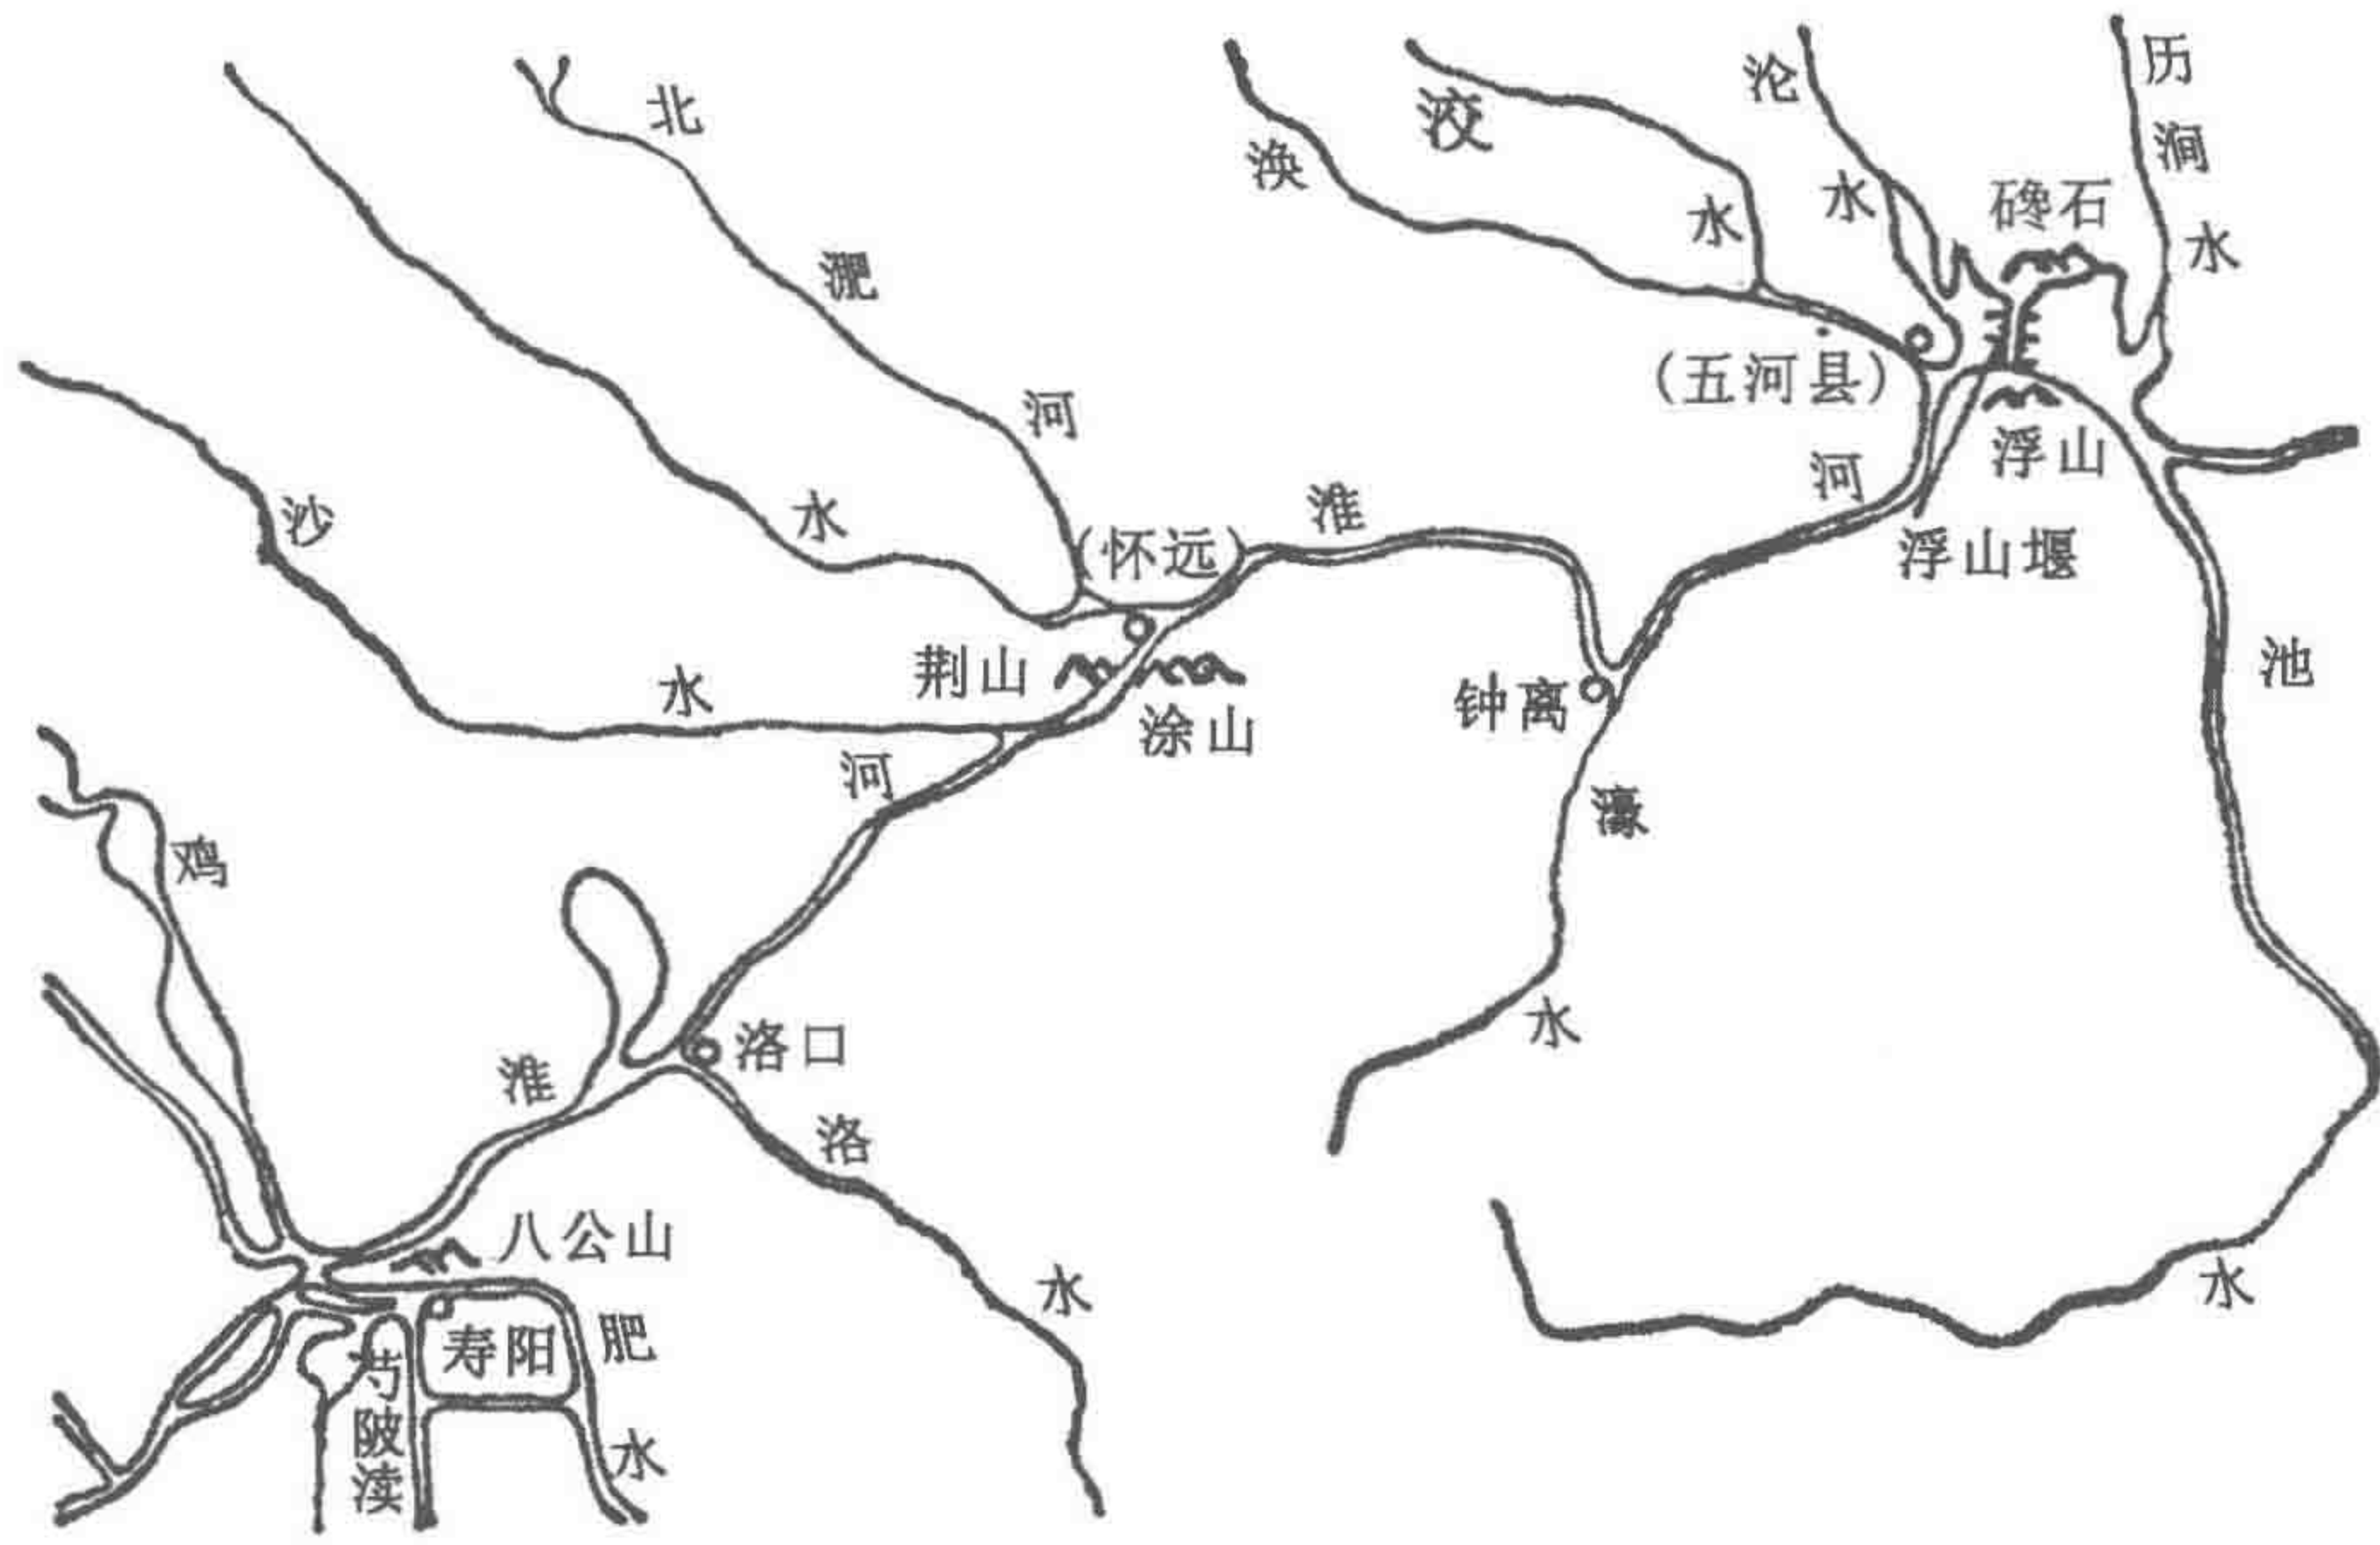 北淝河
水
沙水
涣
洨水
沦水
历涧水
礓石
(五河县)
浮山
浮山堰
淮河
(怀远)
荆山
涂山
钟离
濠水
池水
鸡
淮河
洛口
洛水
八公山
寿阳
肥水
芍陂渎